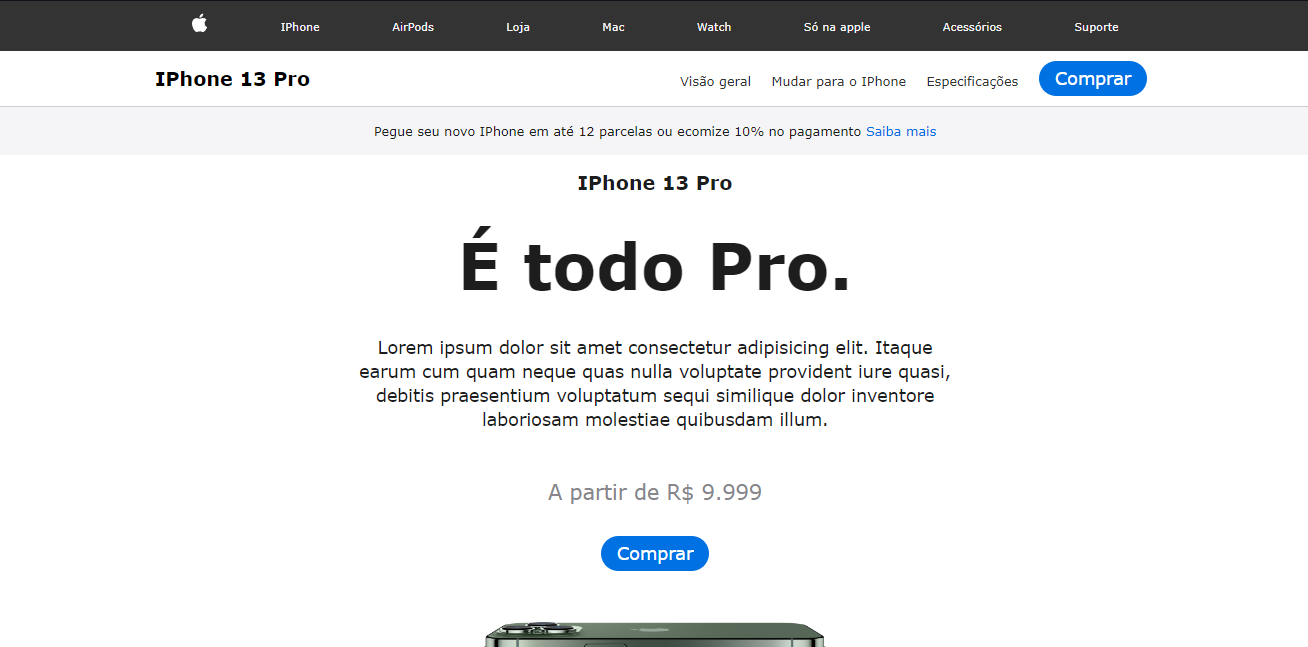 IPhone AirPods Loja Mac Watch Só na apple Acessórios Suporte
IPhone 13 Pro Visão geral Mudar para o IPhone Especificações Comprar
Pegue seu novo IPhone em até 12 parcelas ou ecomize 10% no pagamento Saiba mais
IPhone 13 Pro
É todo Pro.
Lorem ipsum dolor sit amet consectetur adipisicing elit. Itaque
earum cum quam neque quas nulla voluptate provident iure quasi,
debitis praesentium voluptatum sequi similique dolor inventore
laboriosam molestiae quibusdam illum.
A partir de R$ 9.999
Comprar